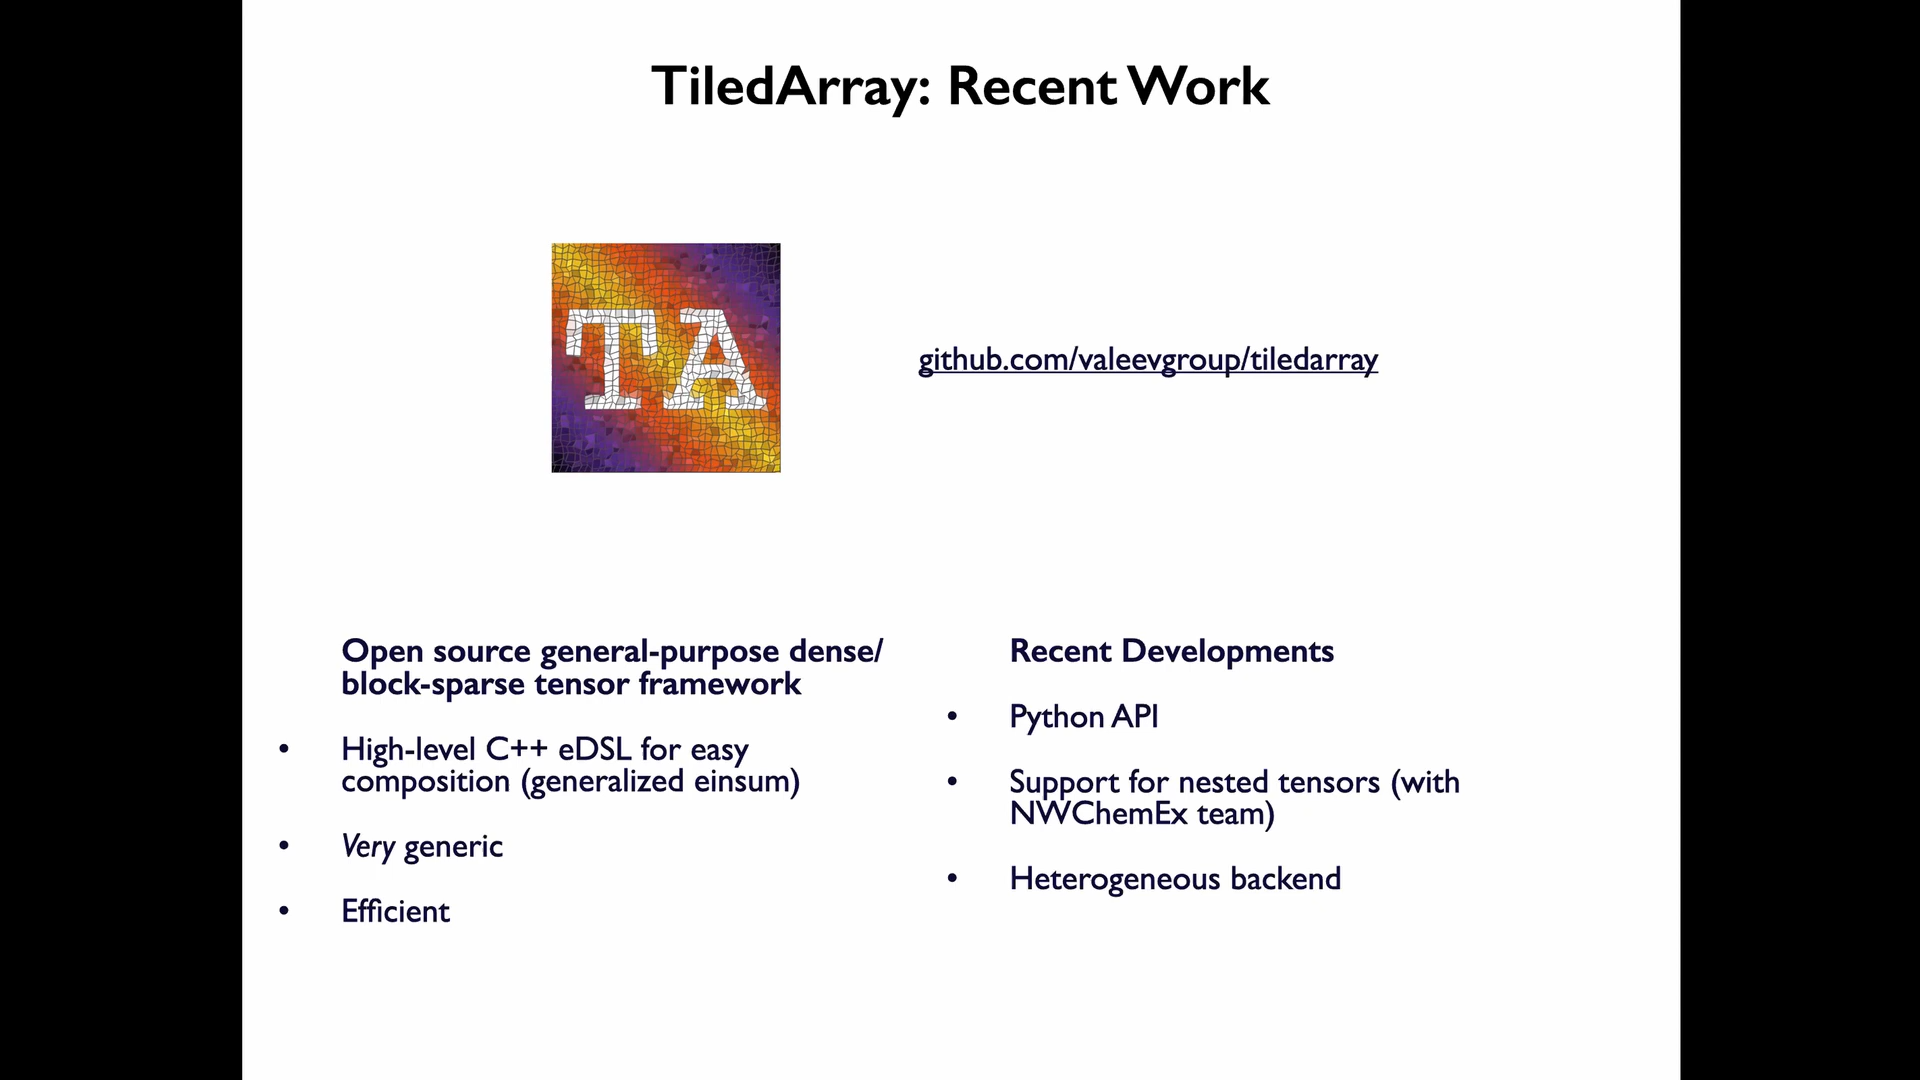 TiledArray: Recent Work
TA
github.com/valeevgroup/tiledarray
Open source general-purpose dense/
block-sparse tensor framework
• High-level C++ eDSL for easy
composition (generalized einsum)
• Very generic
• Efficient
Recent Developments
• Python API
• Support for nested tensors (with
NWChemEx team)
• Heterogeneous backend